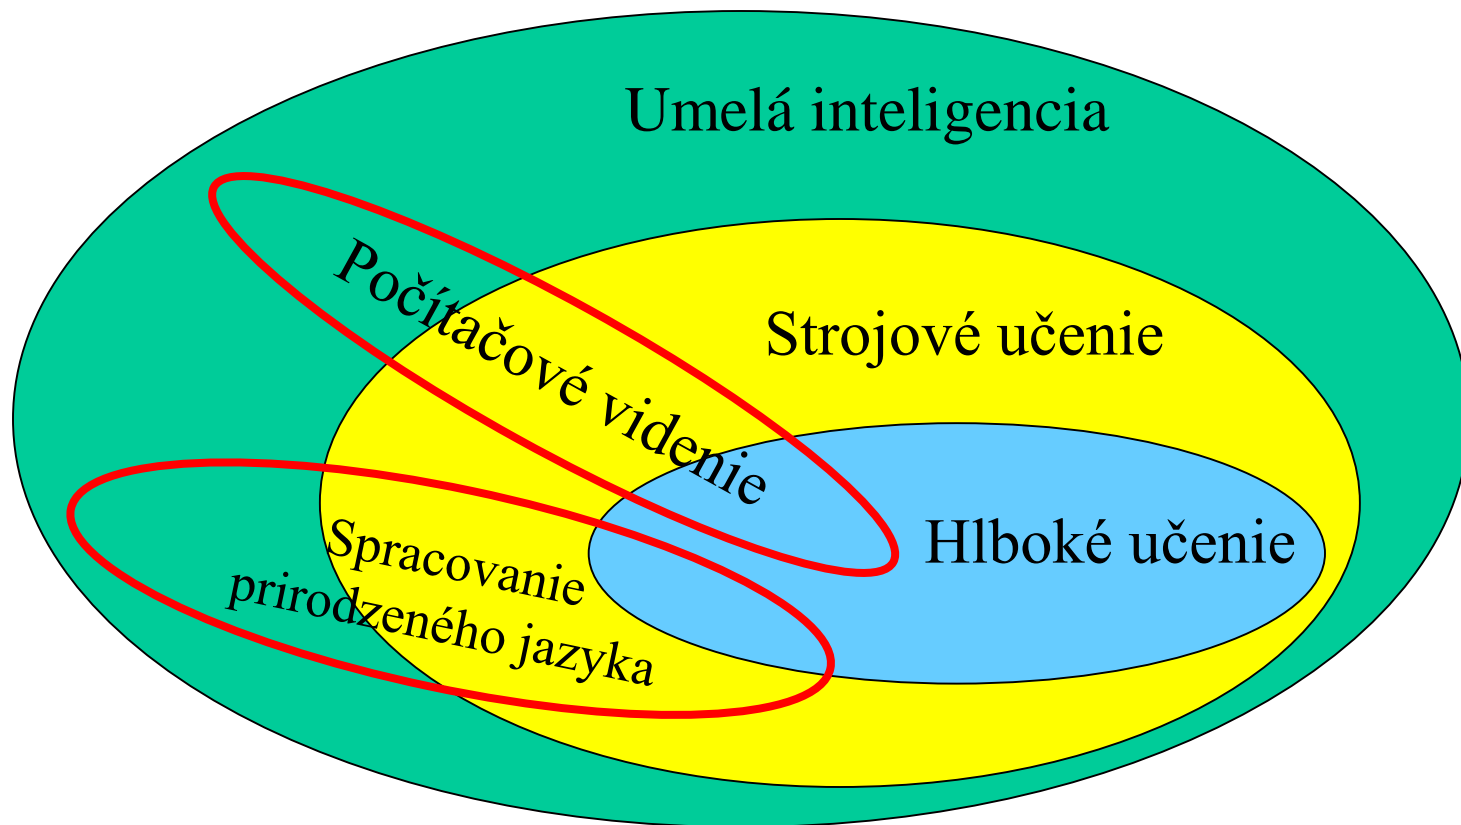 Umelá inteligencia
Počítačové videnie
Strojové učenie
Hlboké učenie
Spracovanie
prirodzeného jazyka